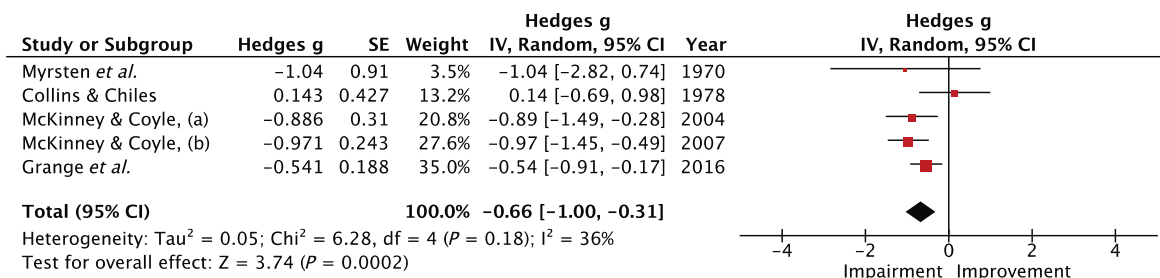 Hedges g Hedges g
Study or Subgroup Hedges g SE Weight IV, Random, 95% CI Year IV, Random, 95% CI
Myrsten et al. −1.04 0.91 3.5% −1.04 [−2.82, 0.74] 1970
Collins & Chiles 0.143 0.427 13.2% 0.14 [−0.69, 0.98] 1978
McKinney & Coyle, (a) −0.886 0.31 20.8% −0.89 [−1.49, −0.28] 2004
McKinney & Coyle, (b) −0.971 0.243 27.6% −0.97 [−1.45, −0.49] 2007
Grange et al. −0.541 0.188 35.0% −0.54 [−0.91, −0.17] 2016
Total (95% CI) 100.0% −0.66 [−1.00, −0.31]
Heterogeneity: Tau² = 0.05; Chi² = 6.28, df = 4 (P = 0.18); I² = 36%
Test for overall effect: Z = 3.74 (P = 0.0002)
−4 −2 0 2 4
Impairment Improvement